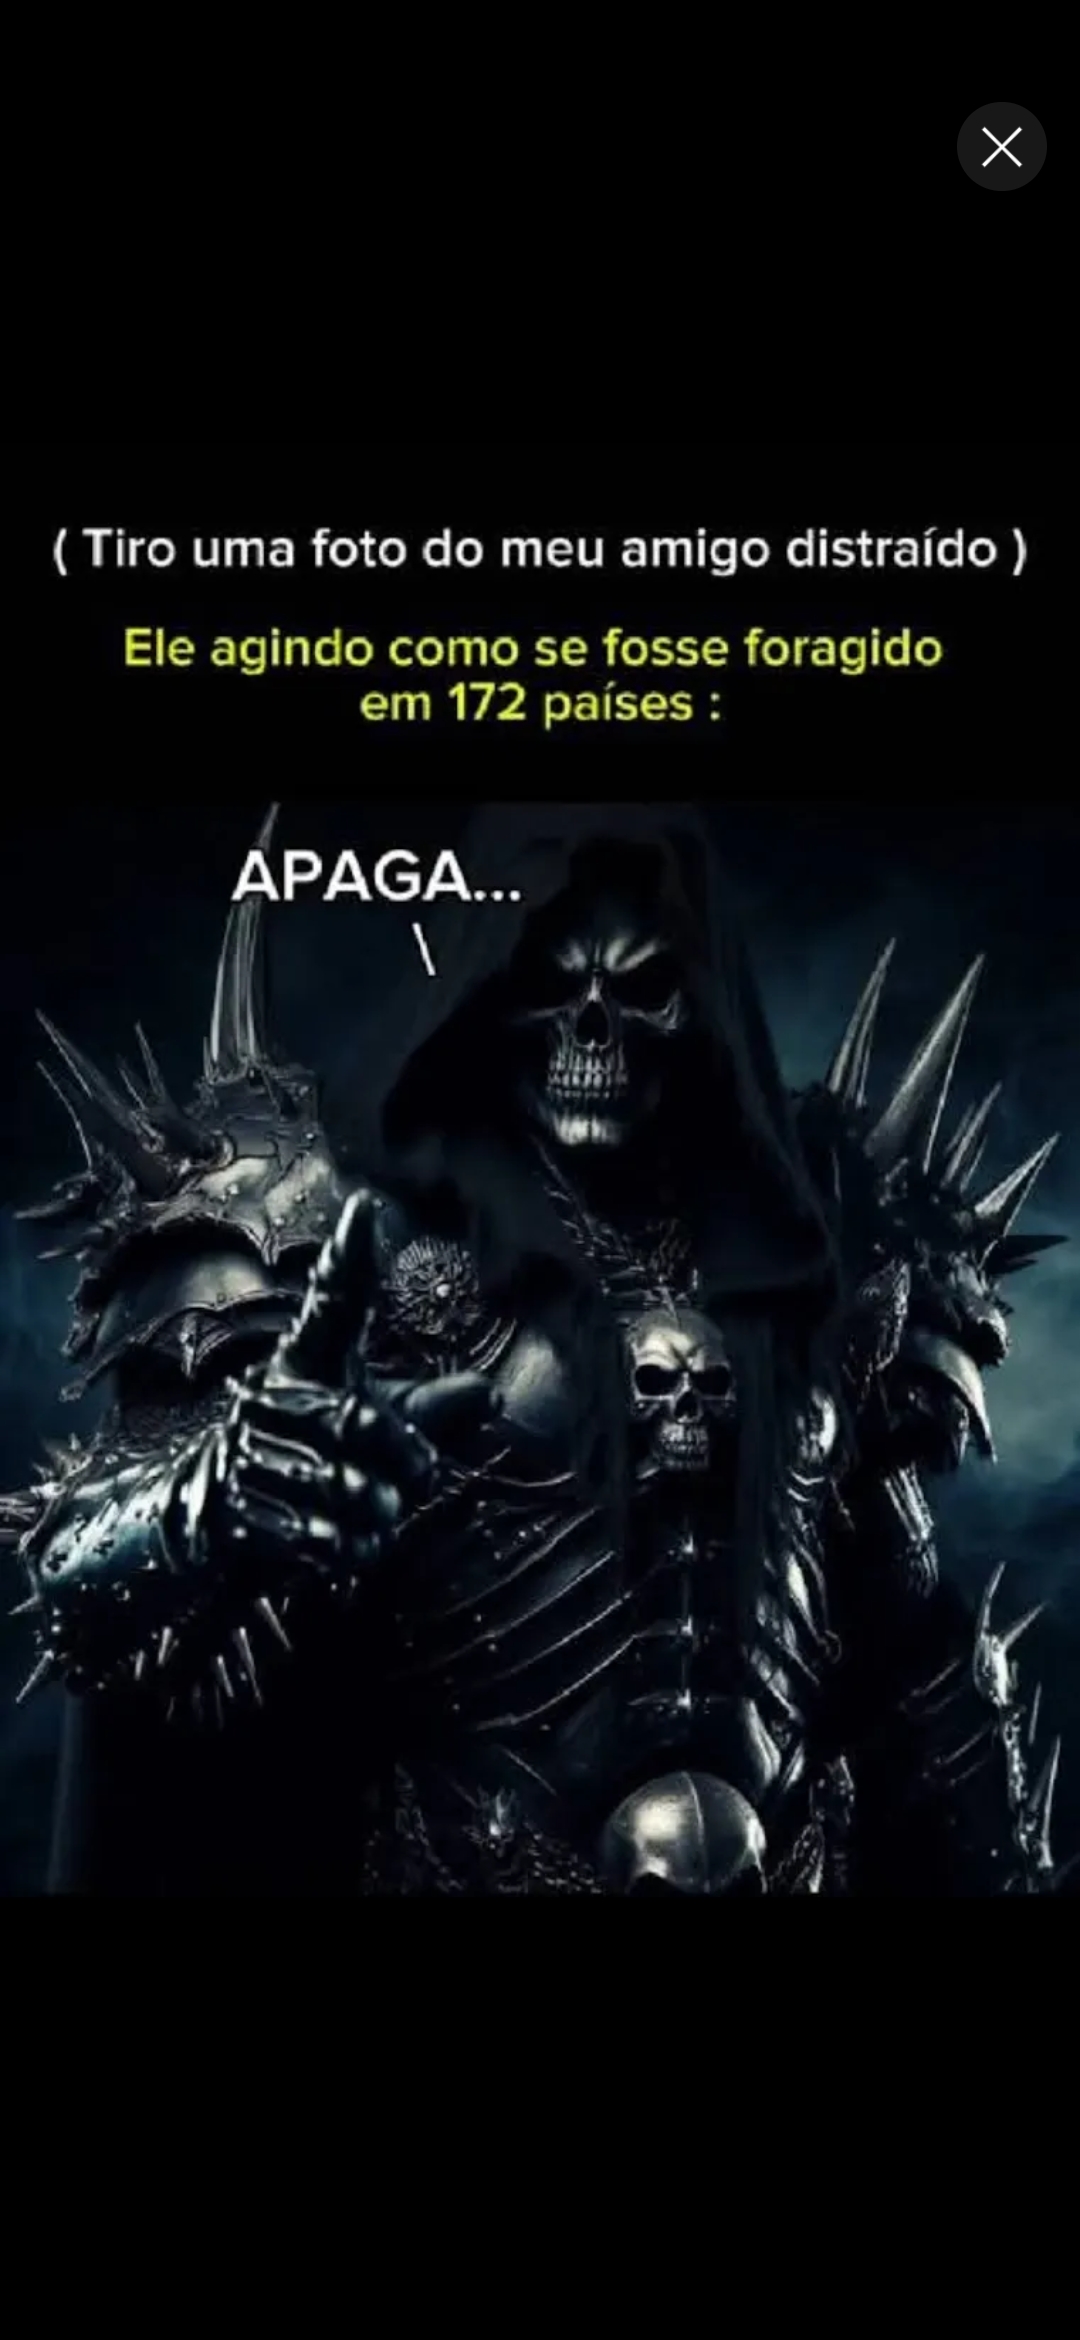 ( Tiro uma foto do meu amigo distraído )
Ele agindo como se fosse foragido
em 172 países :
APAGA...